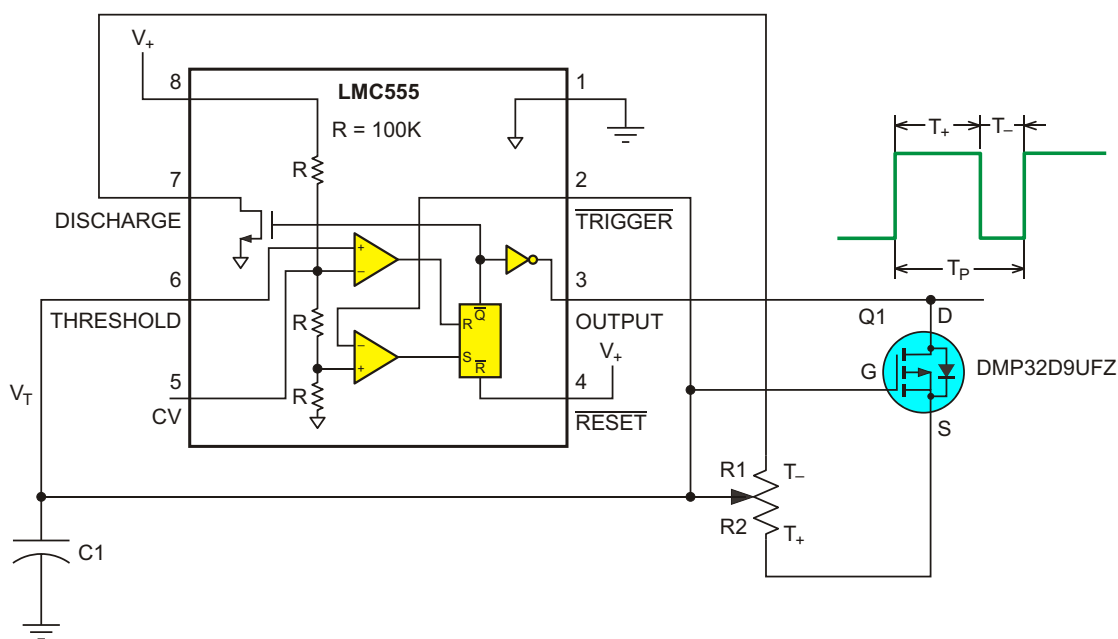 V+
8
LMC555
R = 100K
1
R
7
DISCHARGE
2
TRIGGER
T+
T–
TP
+
–
6
THRESHOLD
R
Q
R
S
R
–
+
3
OUTPUT
V+
Q1
D
G
S
DMP32D9UFZ
VT
5
CV
R
4
RESET
R1
T–
R2
T+
C1